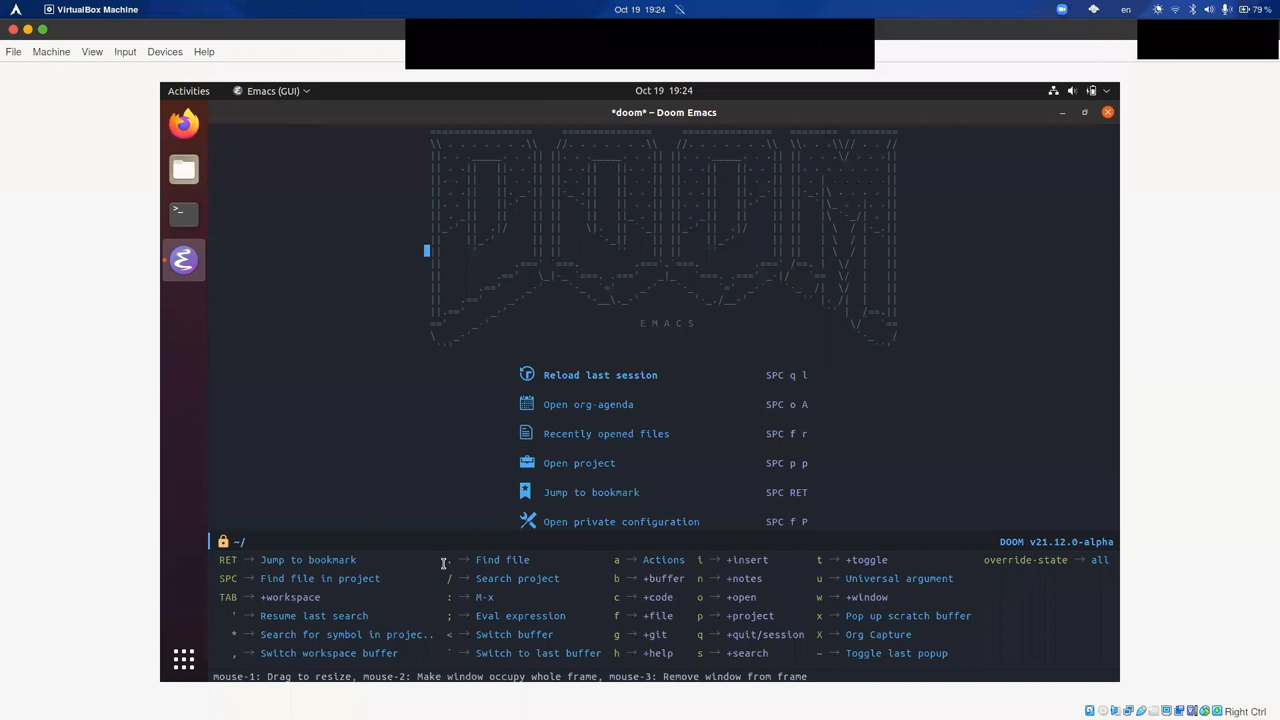 VirtualBox Machine
Oct 19 19:24
en
79 %
File Machine View Input Devices Help
Activities
Emacs (GUI)
Oct 19 19:24
*doom* – Doom Emacs
E M A C S
Reload last session SPC q l
Open org-agenda SPC o A
Recently opened files SPC f r
Open project SPC p p
Jump to bookmark SPC RET
Open private configuration SPC f P
~/ DOOM v21.12.0-alpha
RET → Jump to bookmark . → Find file a → Actions i → +insert t → +toggle override-state → all
SPC → Find file in project / → Search project b → +buffer n → +notes u → Universal argument
TAB → +workspace : → M-x c → +code o → +open w → +window
' → Resume last search ; → Eval expression f → +file p → +project x → Pop up scratch buffer
* → Search for symbol in projec.. < → Switch buffer g → +git q → +quit/session X → Org Capture
, → Switch workspace buffer ` → Switch to last buffer h → +help s → +search ~ → Toggle last popup
mouse-1: Drag to resize, mouse-2: Make window occupy whole frame, mouse-3: Remove window from frame
Right Ctrl